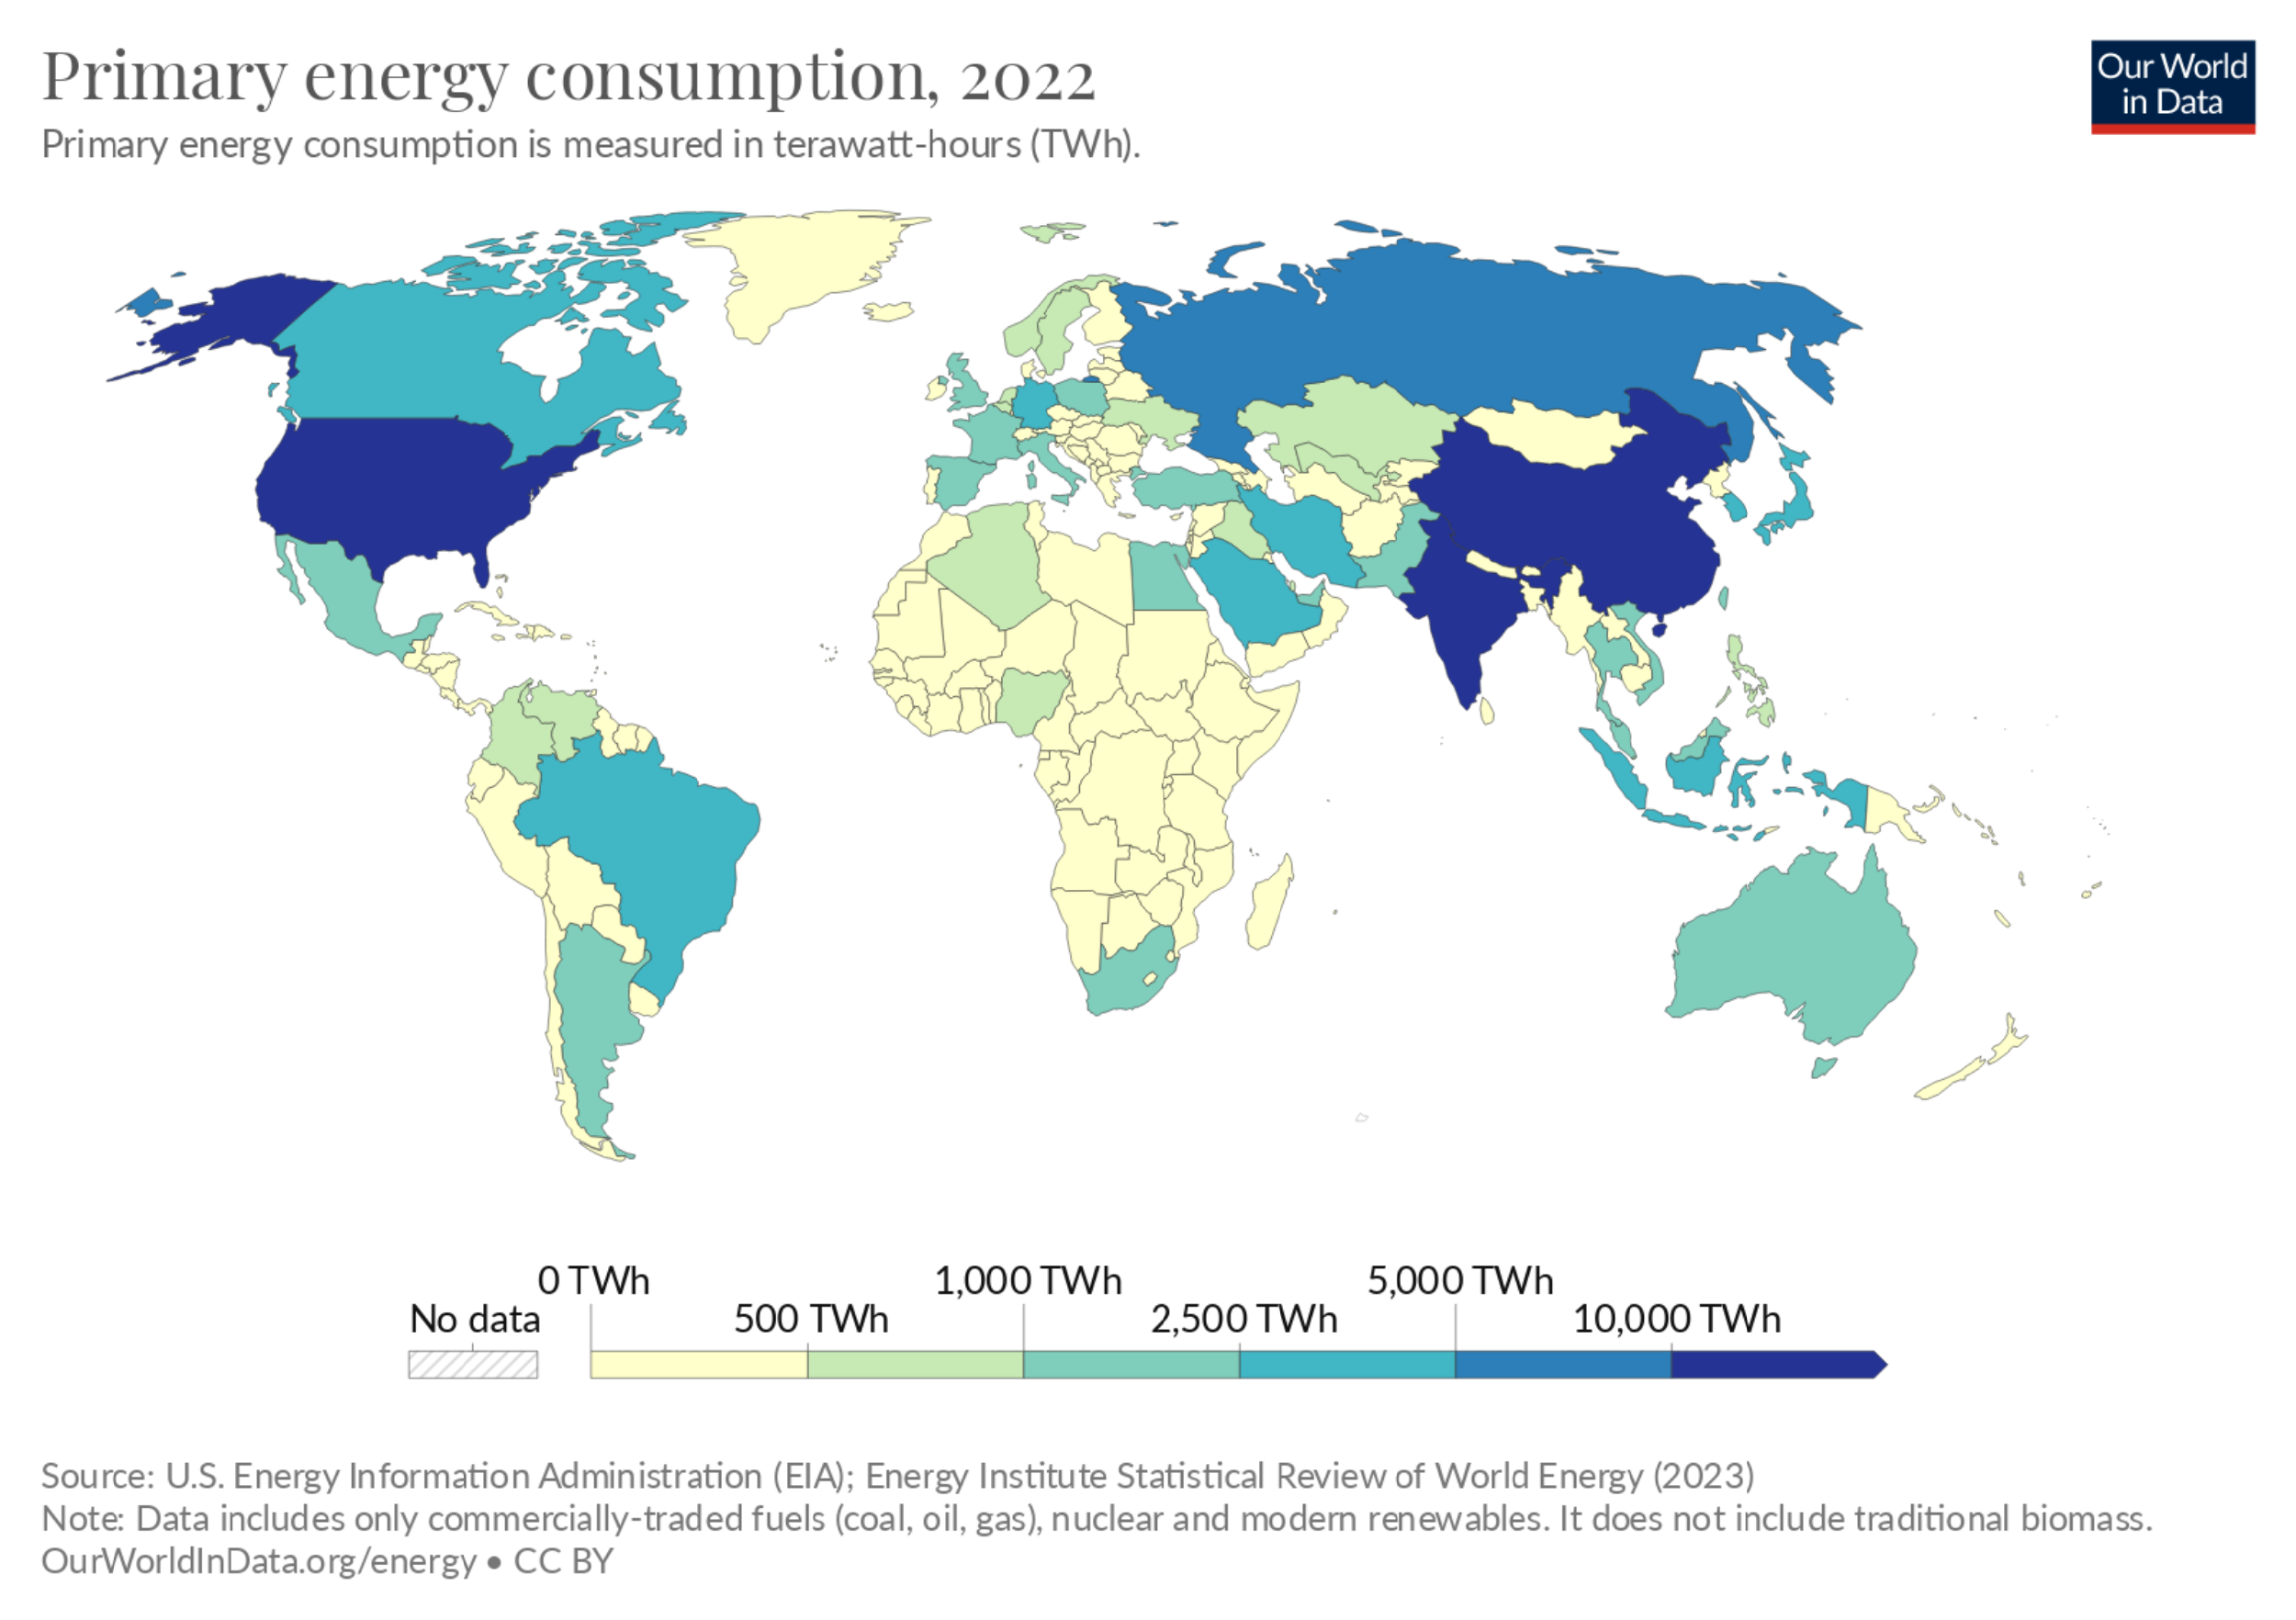 Primary energy consumption, 2022
Primary energy consumption is measured in terawatt-hours (TWh).
Our World
in Data
0 TWh
1,000 TWh
5,000 TWh
No data
500 TWh
2,500 TWh
10,000 TWh
Source: U.S. Energy Information Administration (EIA); Energy Institute Statistical Review of World Energy (2023)
Note: Data includes only commercially-traded fuels (coal, oil, gas), nuclear and modern renewables. It does not include traditional biomass.
OurWorldInData.org/energy • CC BY